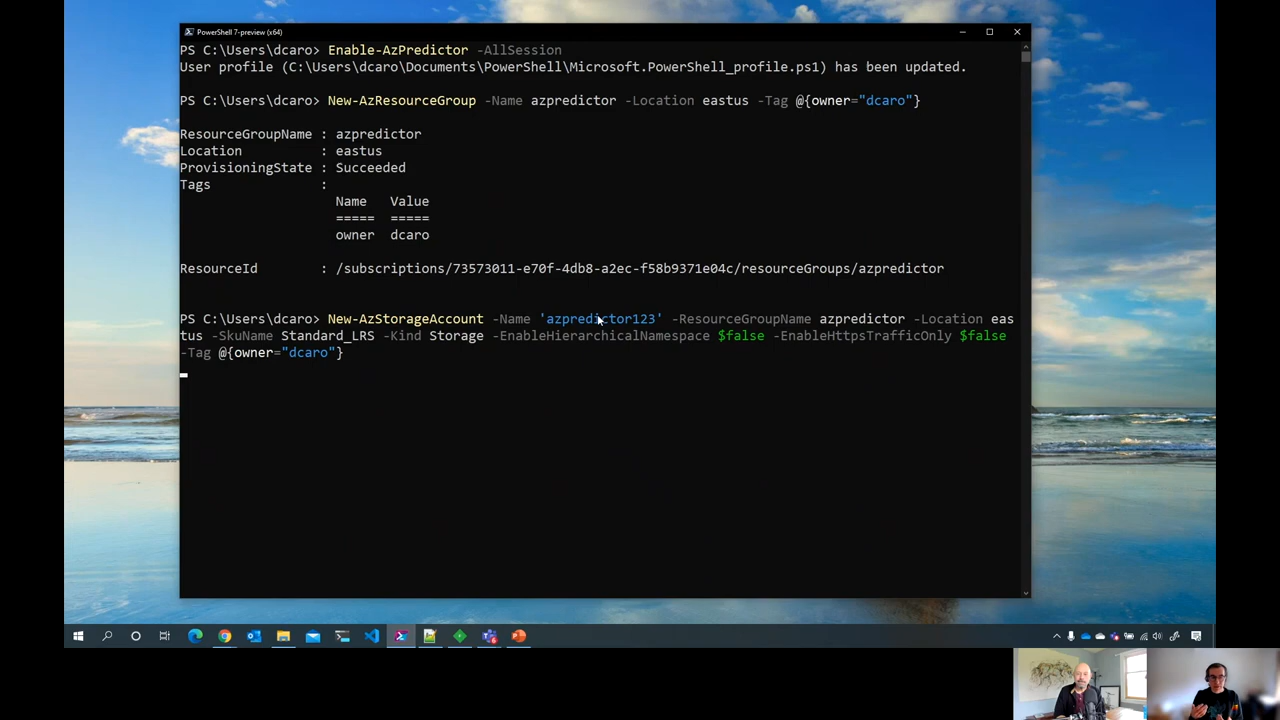 PowerShell 7-preview (x64)
PS C:\Users\dcaro> Enable-AzPredictor -AllSession
User profile (C:\Users\dcaro\Documents\PowerShell\Microsoft.PowerShell_profile.ps1) has been updated.
PS C:\Users\dcaro> New-AzResourceGroup -Name azpredictor -Location eastus -Tag @{owner="dcaro"}
ResourceGroupName : azpredictor
Location : eastus
ProvisioningState : Succeeded
Tags :
Name Value
===== =====
owner dcaro
ResourceId : /subscriptions/73573011-e70f-4db8-a2ec-f58b9371e04c/resourceGroups/azpredictor
PS C:\Users\dcaro> New-AzStorageAccount -Name 'azpredictor123' -ResourceGroupName azpredictor -Location eas
tus -SkuName Standard_LRS -Kind Storage -EnableHierarchicalNamespace $false -EnableHttpsTrafficOnly $false
-Tag @{owner="dcaro"}